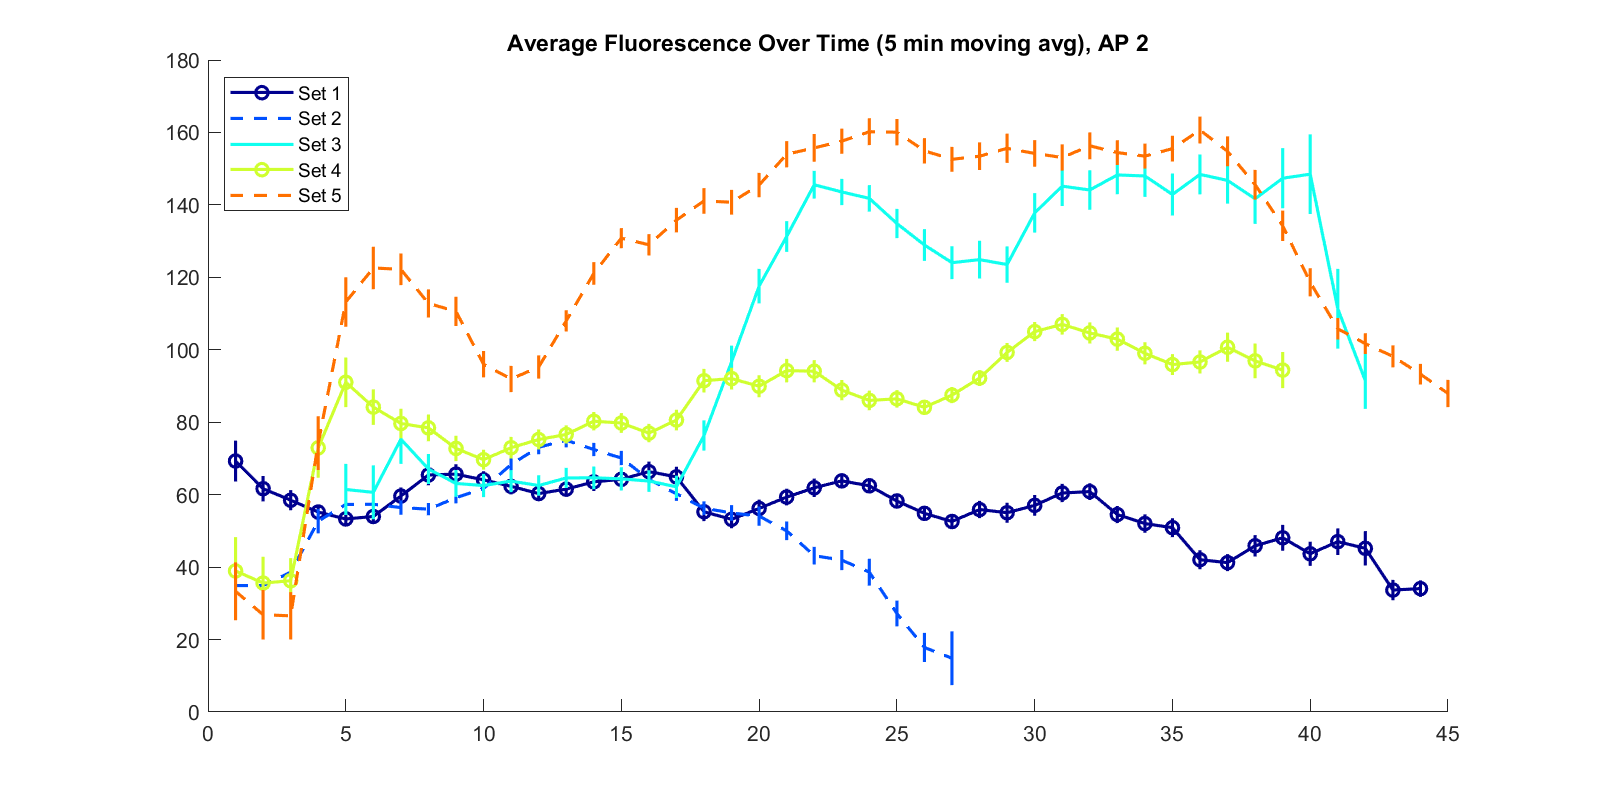 Average Fluorescence Over Time (5 min moving avg), AP 2
180
160
140
120
100
80
60
40
20
0
Set 1
Set 2
Set 3
Set 4
Set 5
0 5 10 15 20 25 30 35 40 45